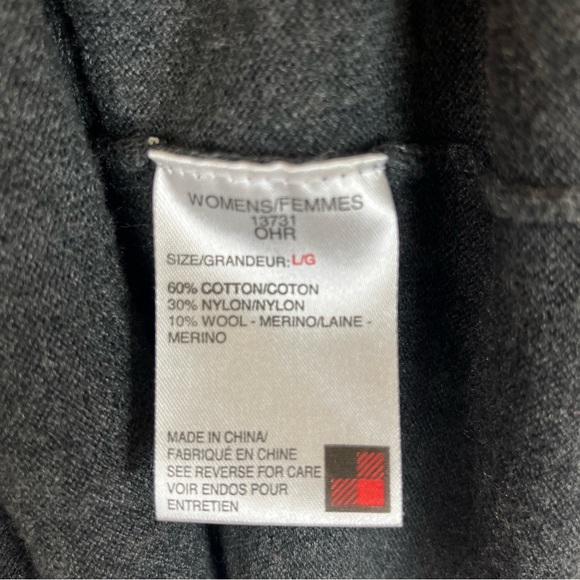 WOMENS/FEMMES
13731
OHR
SIZE/GRANDEUR: L/G
60% COTTON/COTON
30% NYLON/NYLON
10% WOOL - MERINO/LAINE -
MERINO
MADE IN CHINA/
FABRIQUÉ EN CHINE
SEE REVERSE FOR CARE
VOIR ENDOS POUR
ENTRETIEN